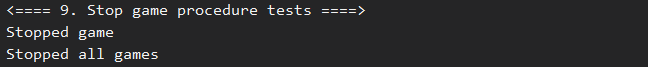 <==== 9. Stop game procedure tests ====>
Stopped game
Stopped all games